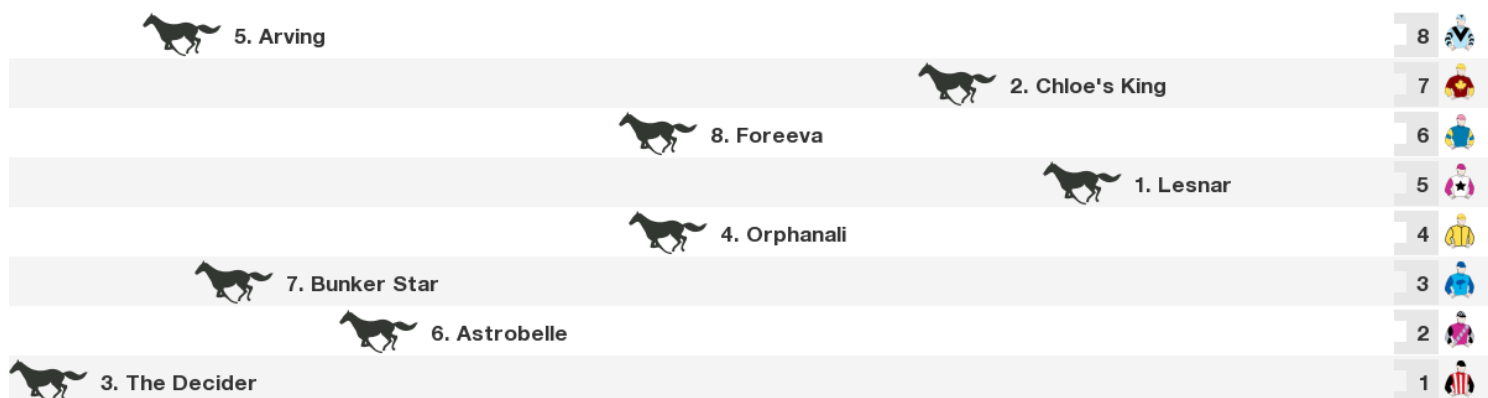 5. Arving 8
2. Chloe's King 7
8. Foreeva 6
1. Lesnar 5
4. Orphanali 4
7. Bunker Star 3
6. Astrobelle 2
3. The Decider 1